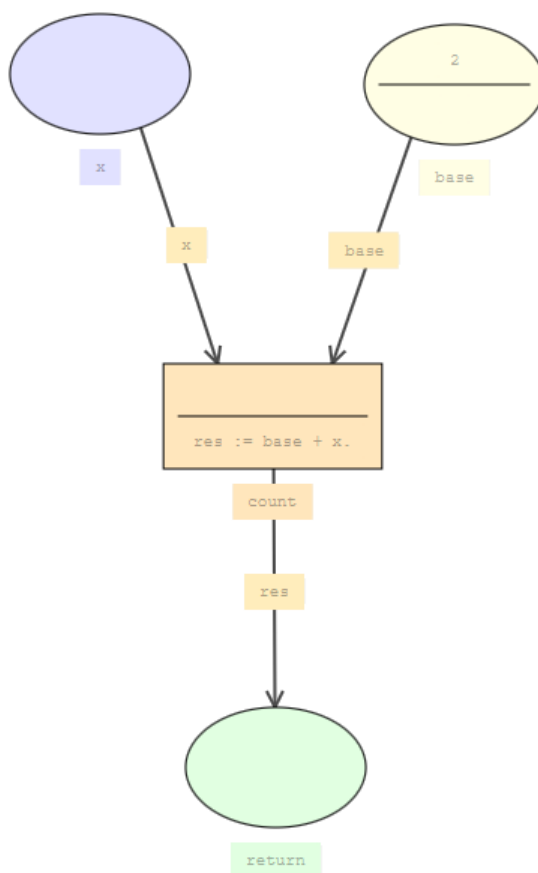 2
x
base
x
base
res := base + x.
count
res
return